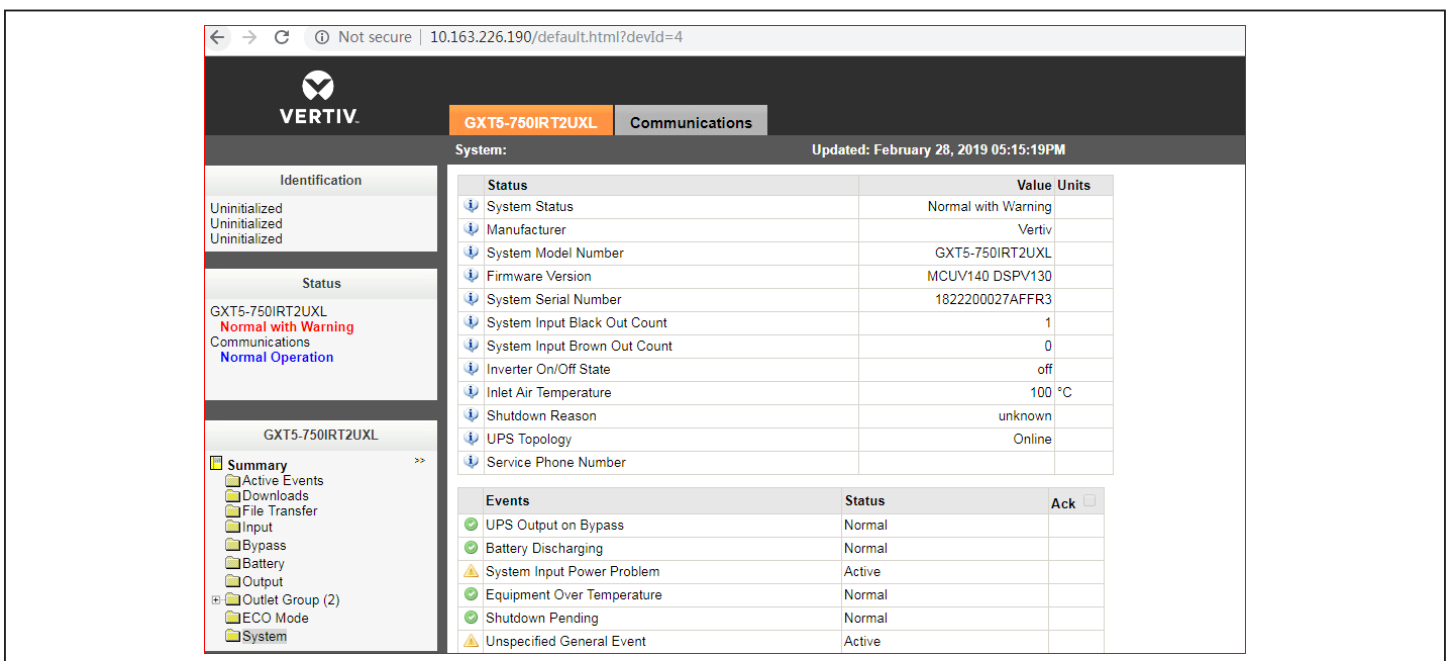 Not secure | 10.163.226.190/default.html?devId=4
VERTIV.
GXT5-750IRT2UXL Communications
System: Updated: February 28, 2019 05:15:19PM
Identification
Uninitialized
Uninitialized
Uninitialized
Status
GXT5-750IRT2UXL
Normal with Warning
Communications
Normal Operation
GXT5-750IRT2UXL
Summary >>
Active Events
Downloads
File Transfer
Input
Bypass
Battery
Output
Outlet Group (2)
ECO Mode
System
Status Value Units
System Status Normal with Warning
Manufacturer Vertiv
System Model Number GXT5-750IRT2UXL
Firmware Version MCUV140 DSPV130
System Serial Number 1822200027AFFR3
System Input Black Out Count 1
System Input Brown Out Count 0
Inverter On/Off State off
Inlet Air Temperature 100 °C
Shutdown Reason unknown
UPS Topology Online
Service Phone Number
Events Status Ack
UPS Output on Bypass Normal
Battery Discharging Normal
System Input Power Problem Active
Equipment Over Temperature Normal
Shutdown Pending Normal
Unspecified General Event Active